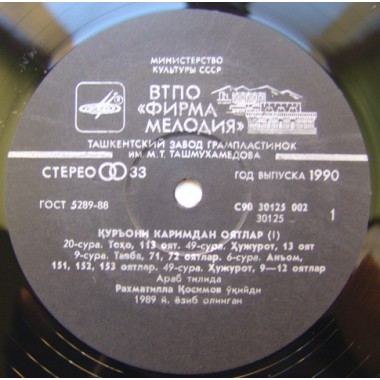 МИНИСТЕРСТВО
КУЛЬТУРЫ СССР
ВТПО
«ФИРМА
МЕЛОДИЯ»
ТАШКЕНТСКИЙ ЗАВОД ГРАМПЛАСТИНОК
ИМ. М. Т. ТАШМУХАМЕДОВА
СТЕРЕО 33
ГОД ВЫПУСКА 1990
ГОСТ 5289-88
С90 30125 002
30125
1
ҚУРЪОНИ КАРИМДАН ОЯТЛАР (I)
20-сура. Тоҳо, 113 оят. 49-сура. Ҳужурот, 13 оят
9-сура. Тавба, 71, 72 оятлар. 6-сура. Анъом,
151, 152, 153 оятлар. 49-сура. Ҳужурот, 9—12 оятлар
Араб тилида
Рахматилла Қосимов ўқийди
1989 й. ёзиб олинган